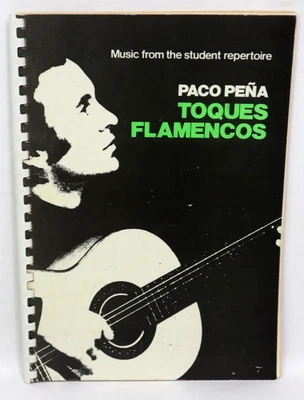 Music from the student repertoire
PACO PEÑA
TOQUES
FLAMENCOS